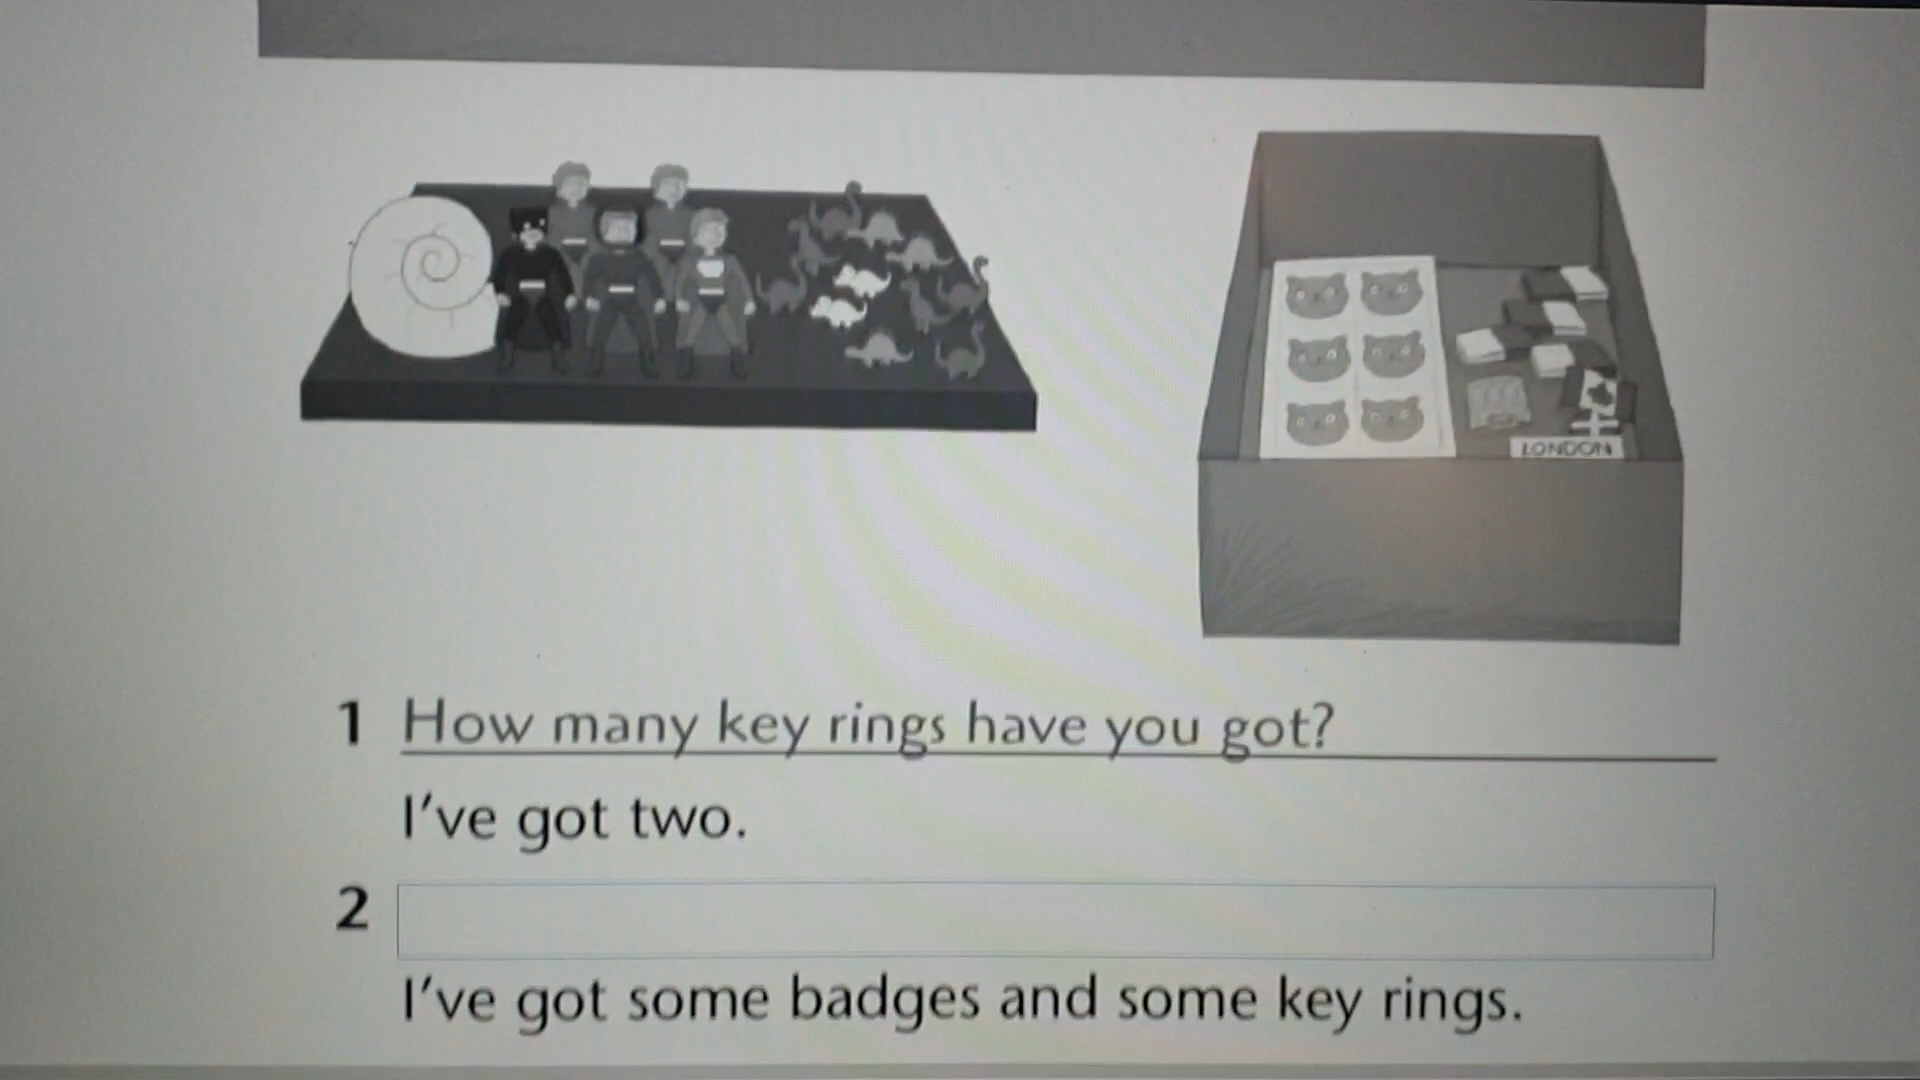 LONDON
1 How many key rings have you got?
I've got two.
2
I've got some badges and some key rings.